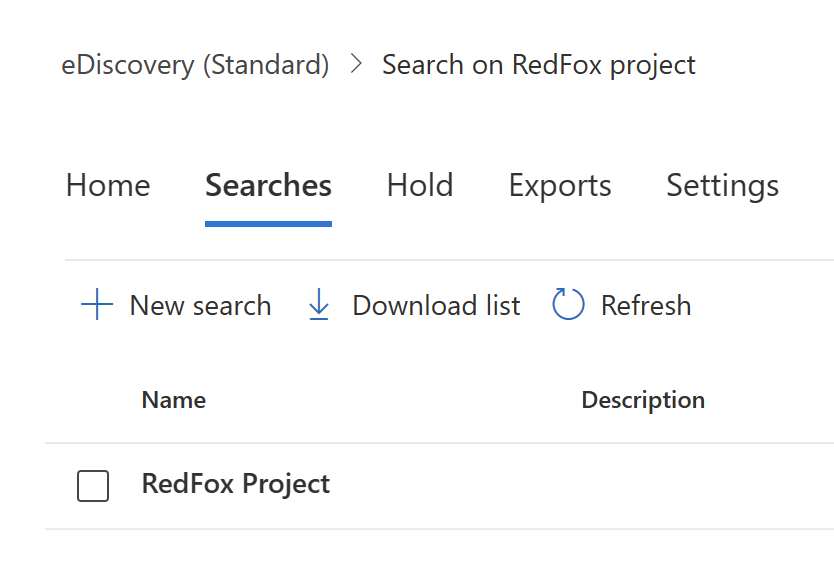 eDiscovery (Standard) > Search on RedFox project
Home Searches Hold Exports Settings
New search Download list Refresh
Name Description
RedFox Project